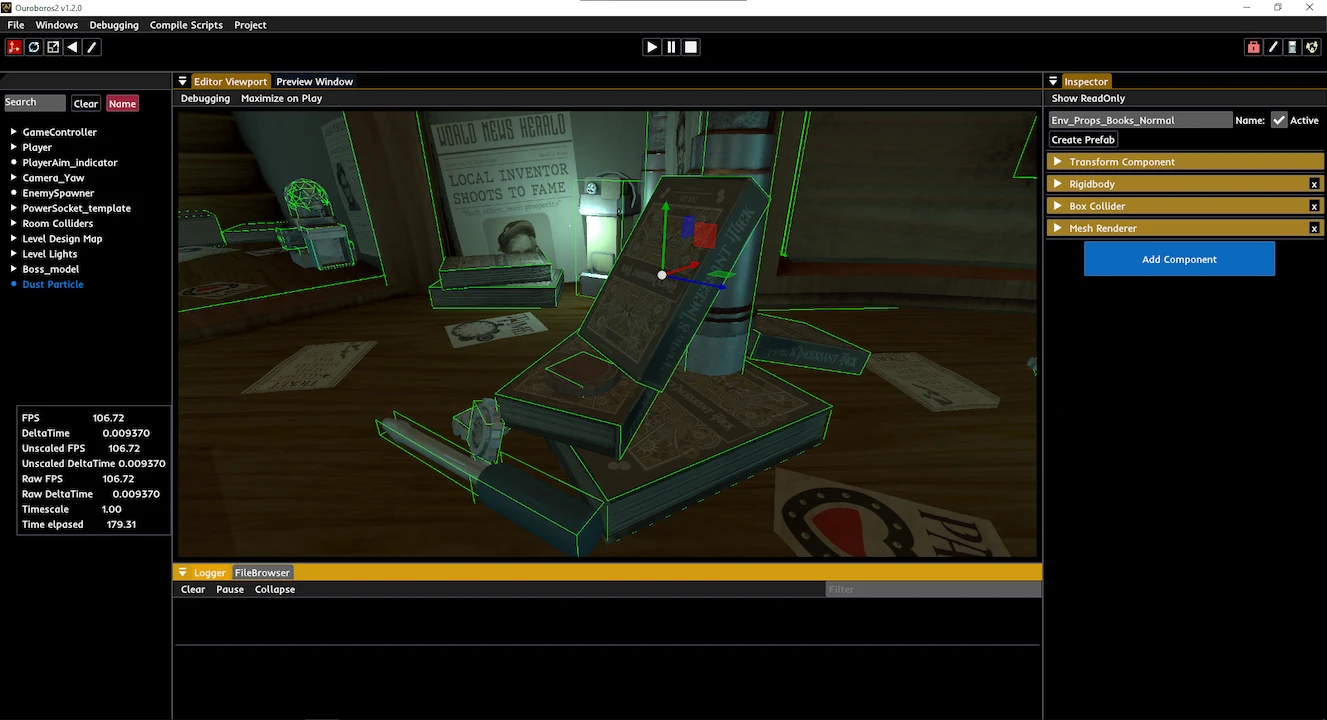 Ouroboros2 v1.2.0
File Windows Debugging Compile Scripts Project
Editor Viewport Preview Window
Debugging Maximize on Play
Search Clear Name
GameController
Player
PlayerAim_indicator
Camera_Yaw
EnemySpawner
PowerSocket_template
Room Colliders
Level Design Map
Level Lights
Boss_model
Dust Particle
FPS 106.72
DeltaTime 0.009370
Unscaled FPS 106.72
Unscaled DeltaTime 0.009370
Raw FPS 106.72
Raw DeltaTime 0.009370
Timescale 1.00
Time elpased 179.31
WORLD NEWS HERALD
LOCAL INVENTOR
SHOOTS TO FAME
Logger FileBrowser
Clear Pause Collapse Filter
Inspector
Show ReadOnly
Env_Props_Books_Normal Name: Active
Create Prefab
Transform Component
Rigidbody x
Box Collider x
Mesh Renderer x
Add Component